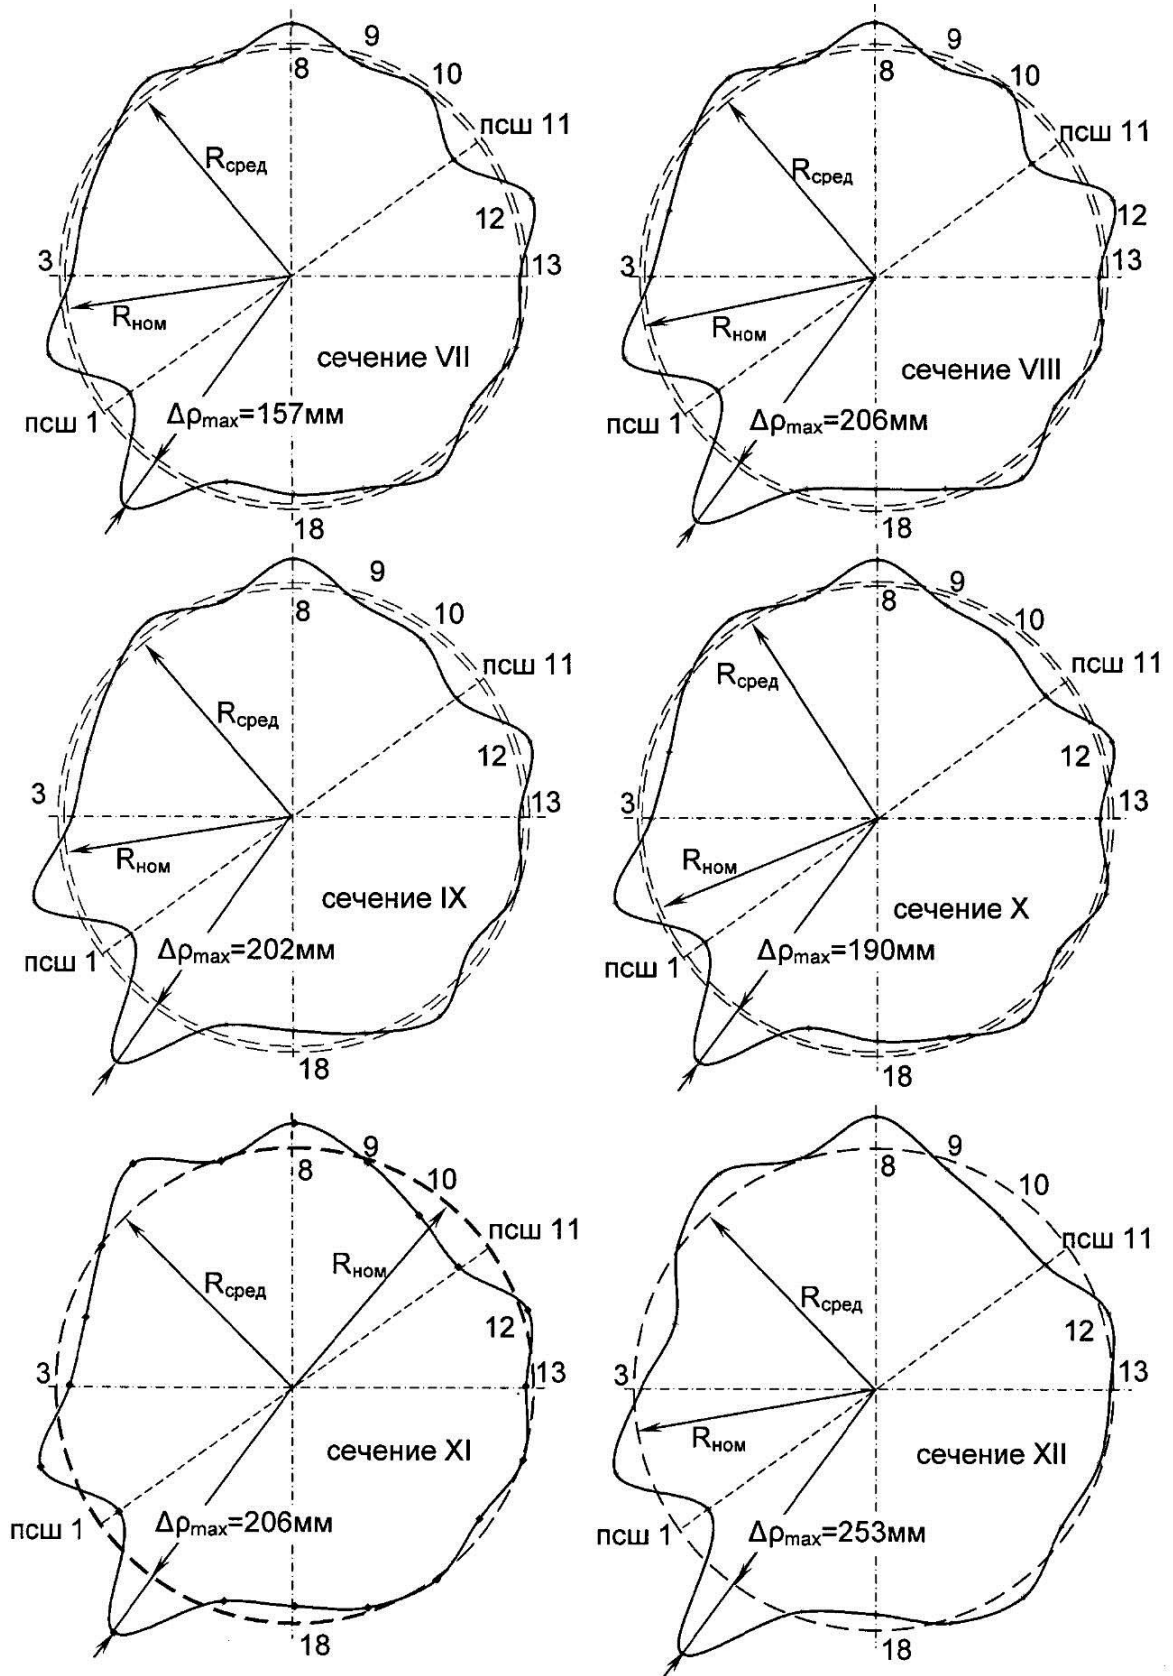 9
8
10
псш 11
Rсред
12
3
13
Rном
сечение VII
псш 1
Δρmax=157мм
18
9
8
10
псш 11
Rсред
12
3
13
Rном
сечение VIII
псш 1
Δρmax=206мм
18
9
8
10
псш 11
Rсред
12
3
13
Rном
сечение IX
псш 1
Δρmax=202мм
18
9
8
10
псш 11
Rсред
12
3
13
Rном
сечение X
псш 1
Δρmax=190мм
18
9
8
10
псш 11
Rном
Rсред
12
3
13
сечение XI
псш 1
Δρmax=206мм
18
9
8
10
псш 11
Rсред
12
3
13
Rном
сечение XII
псш 1
Δρmax=253мм
18